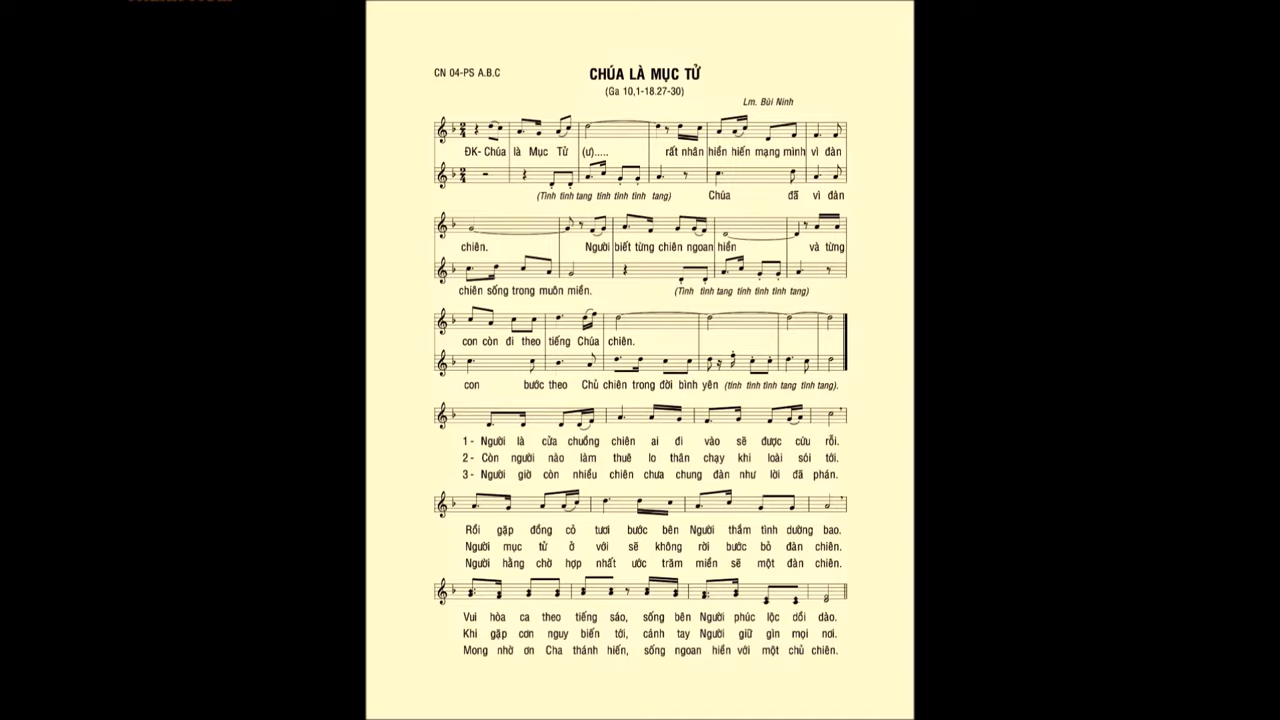 CN 04-PS A.B.C
CHÚA LÀ MỤC TỬ
(Ga 10,1-18.27-30)
Lm. Bùi Ninh
ĐK- Chúa là Mục Tử (ư)..... rất nhân hiền hiến mạng mình vì đàn
(Tình tình tang tính tình tình tang) Chúa đã vì đàn
chiên. Người biết từng chiên ngoan hiền và từng
chiên sống trong muôn miền. (Tình tình tang tính tình tình tang)
con còn đi theo tiếng Chúa chiên.
con bước theo Chủ chiên trong đời bình yên (tính tình tình tang tình tang).
1- Người là cửa chuồng chiên ai đi vào sẽ được cứu rỗi.
2- Còn người nào làm thuê lo thân chạy khi loài sói tới.
3- Người giờ còn nhiều chiên chưa chung đàn như lời đã phán.
Rồi gặp đồng cỏ tươi bước bên Người thắm tình dường bao.
Người mục tử ở với sẽ không rời bước bỏ đàn chiên.
Người hằng chờ hợp nhất ước trăm miền sẽ một đàn chiên.
Vui hòa ca theo tiếng sáo, sống bên Người phúc lộc dồi dào.
Khi gặp cơn nguy biến tới, cánh tay Người giữ gìn mọi nơi.
Mong nhờ ơn Cha thánh hiến, sống ngoan hiền với một chủ chiên.